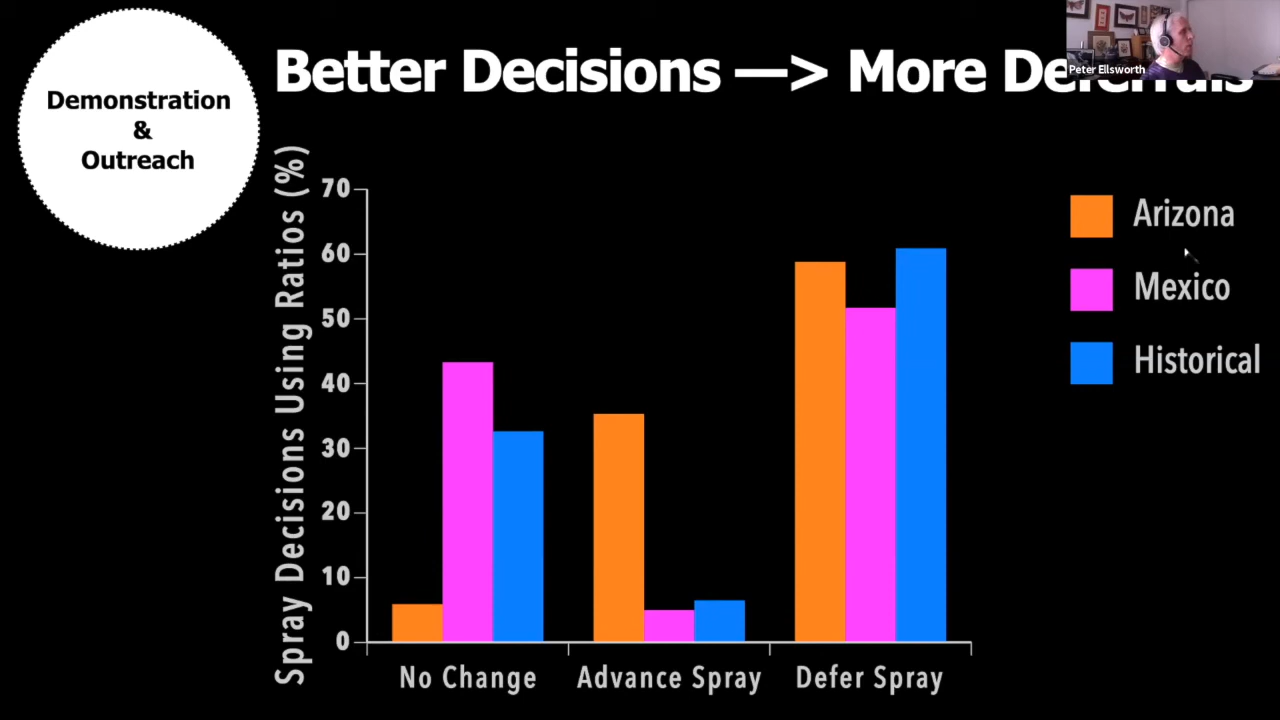 Demonstration
&
Outreach
Better Decisions —> More Deferrals
Peter Ellsworth
Spray Decisions Using Ratios (%)
70
60
50
40
30
20
10
0
No Change
Advance Spray
Defer Spray
Arizona
Mexico
Historical